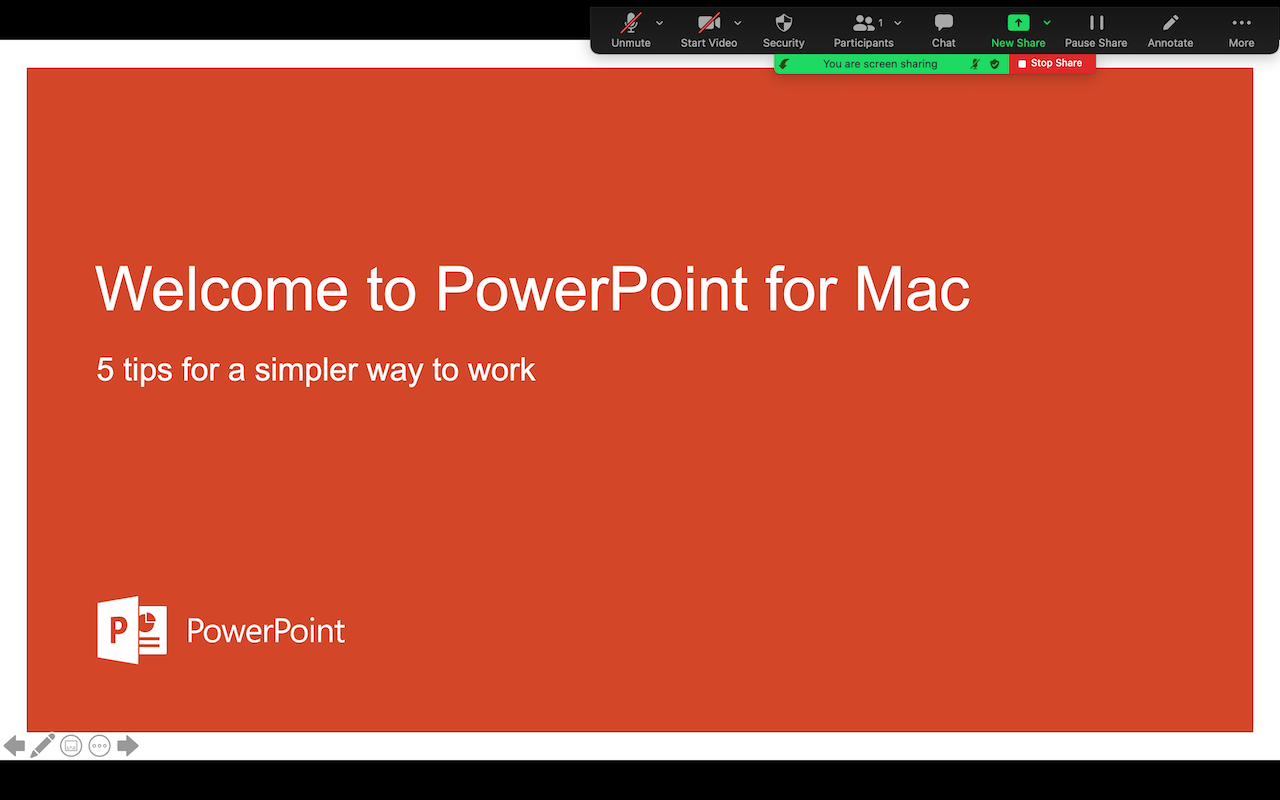 Unmute
Start Video
Security
1
Participants
Chat
New Share
Pause Share
Annotate
More
You are screen sharing
Stop Share
Welcome to PowerPoint for Mac
5 tips for a simpler way to work
P
PowerPoint